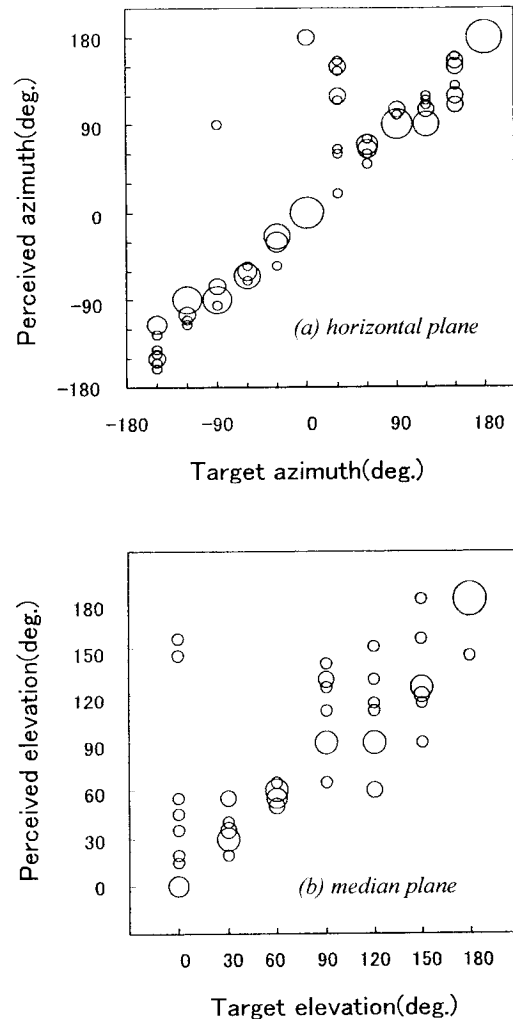 180
90
0
-90
-180
Perceived azimuth(deg.)
(a) horizontal plane
-180 -90 0 90 180
Target azimuth(deg.)
180
150
120
90
60
30
0
Perceived elevation(deg.)
(b) median plane
0 30 60 90 120 150 180
Target elevation(deg.)